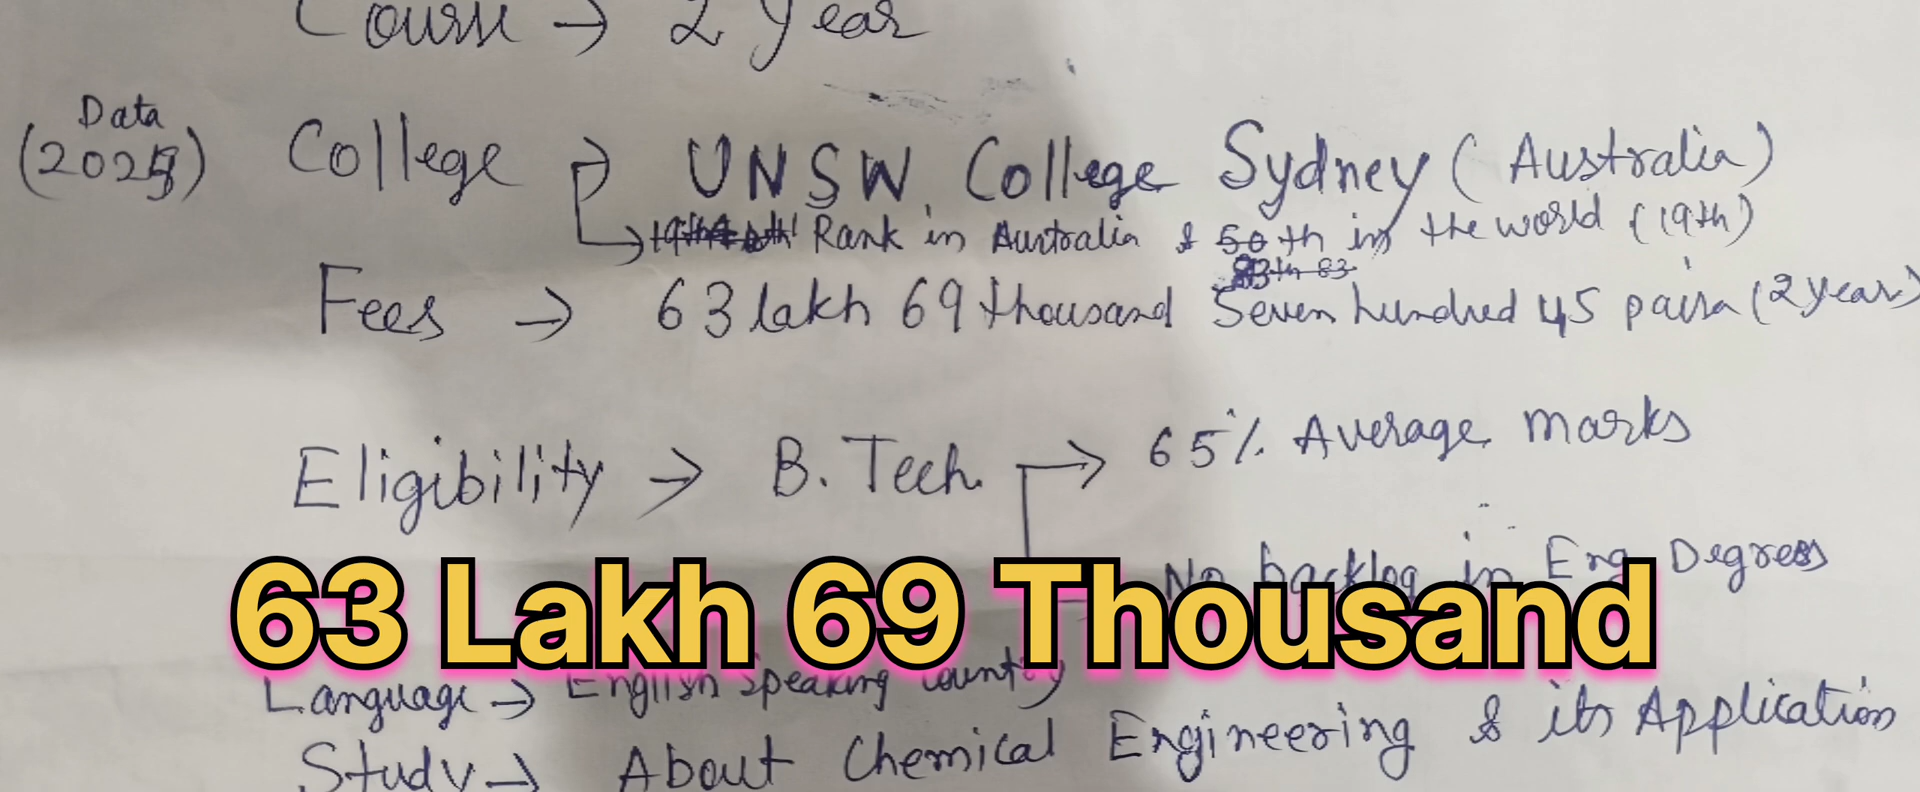 Course → 2 Year
Data
(2025) College → UNSW College Sydney (Australia)
→ Rank in Australia & 50th in the world (19th)
83
Fees → 63 lakh 69 thousand Seven hundred 45 paisa (2 year)
Eligibility → B. Tech. → 65% Average marks
No backlog in Eng Degrees
63 Lakh 69 Thousand
Language → English speaking country
Study → About Chemical Engineering & its Application